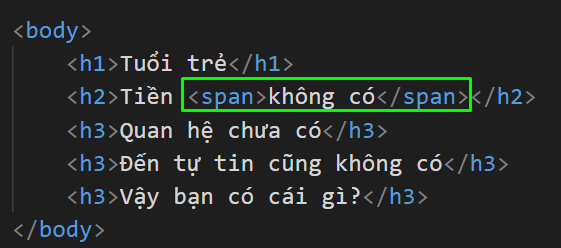 <body>
<h1>Tuổi trẻ</h1>
<h2>Tiền <span>không có</span></h2>
<h3>Quan hệ chưa có</h3>
<h3>Đến tự tin cũng không có</h3>
<h3>Vậy bạn có cái gì?</h3>
</body>